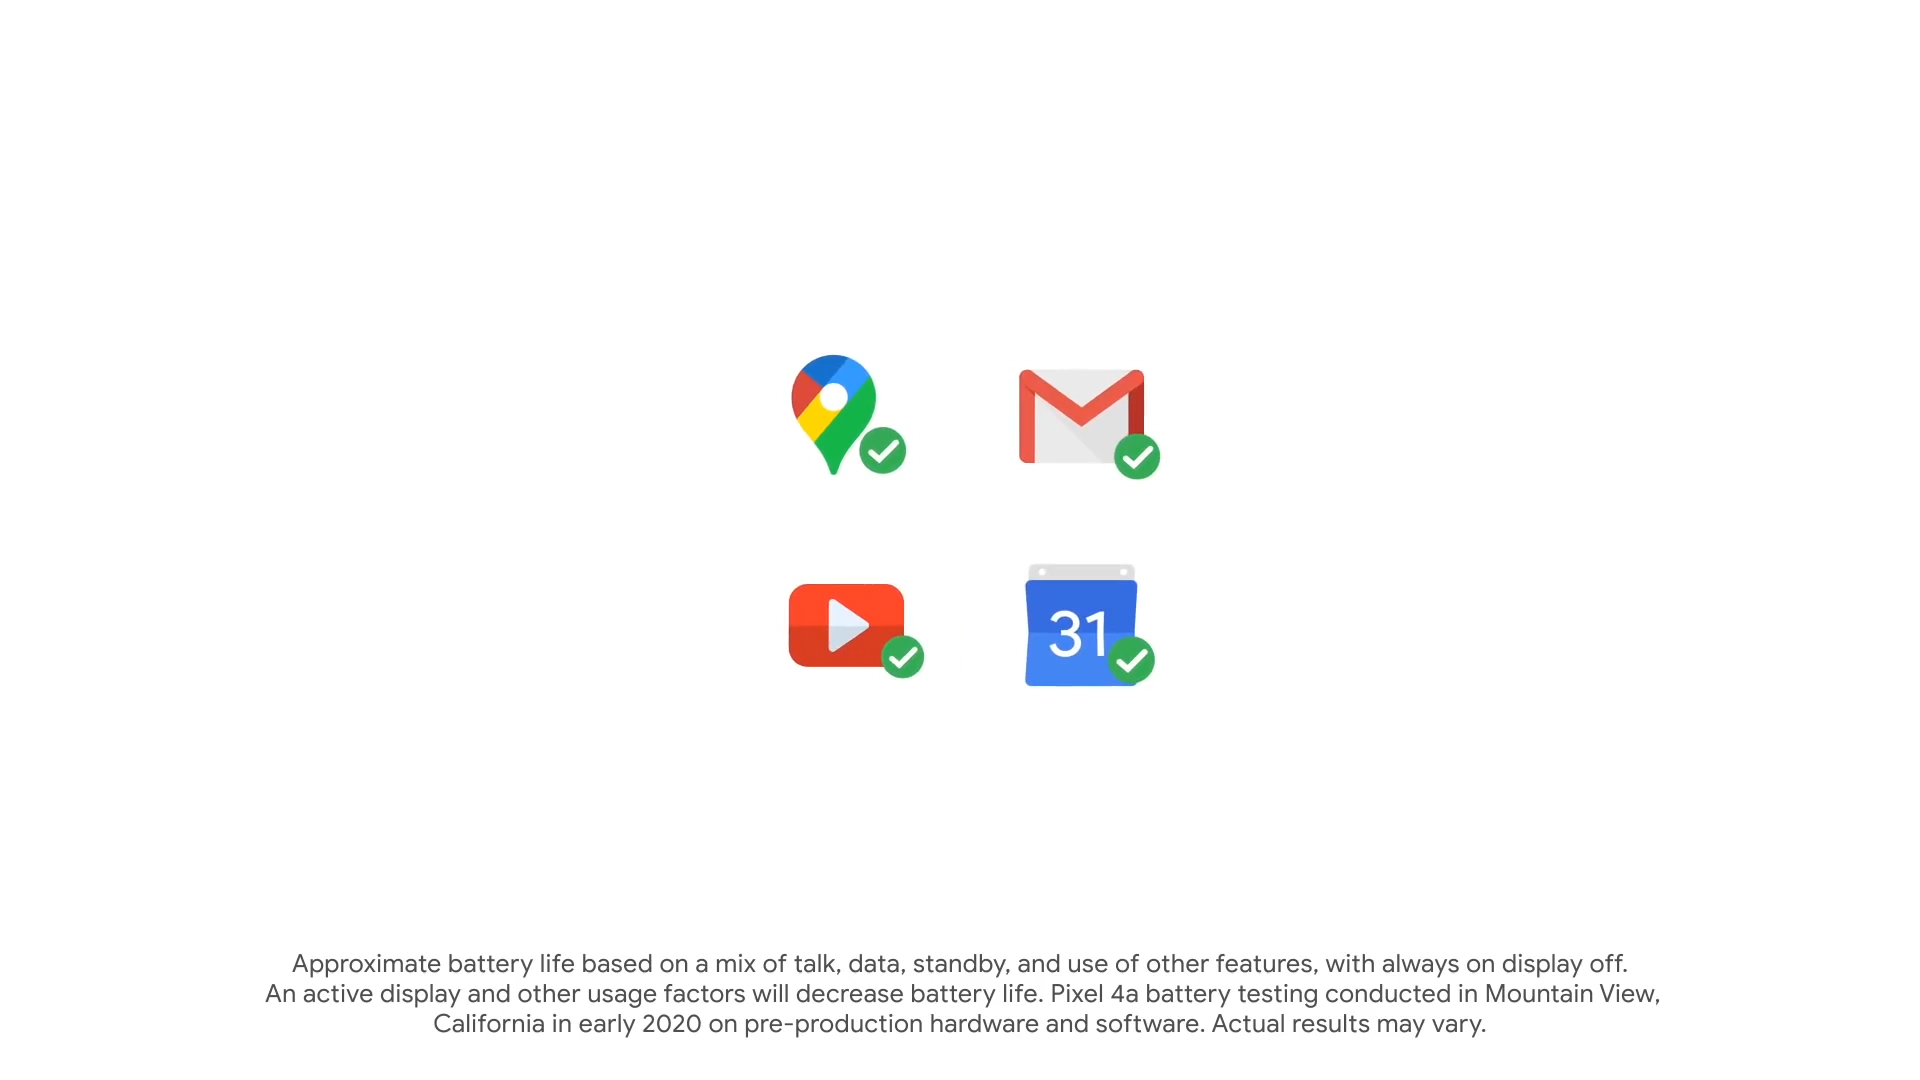 31
Approximate battery life based on a mix of talk, data, standby, and use of other features, with always on display off.
An active display and other usage factors will decrease battery life. Pixel 4a battery testing conducted in Mountain View,
California in early 2020 on pre-production hardware and software. Actual results may vary.